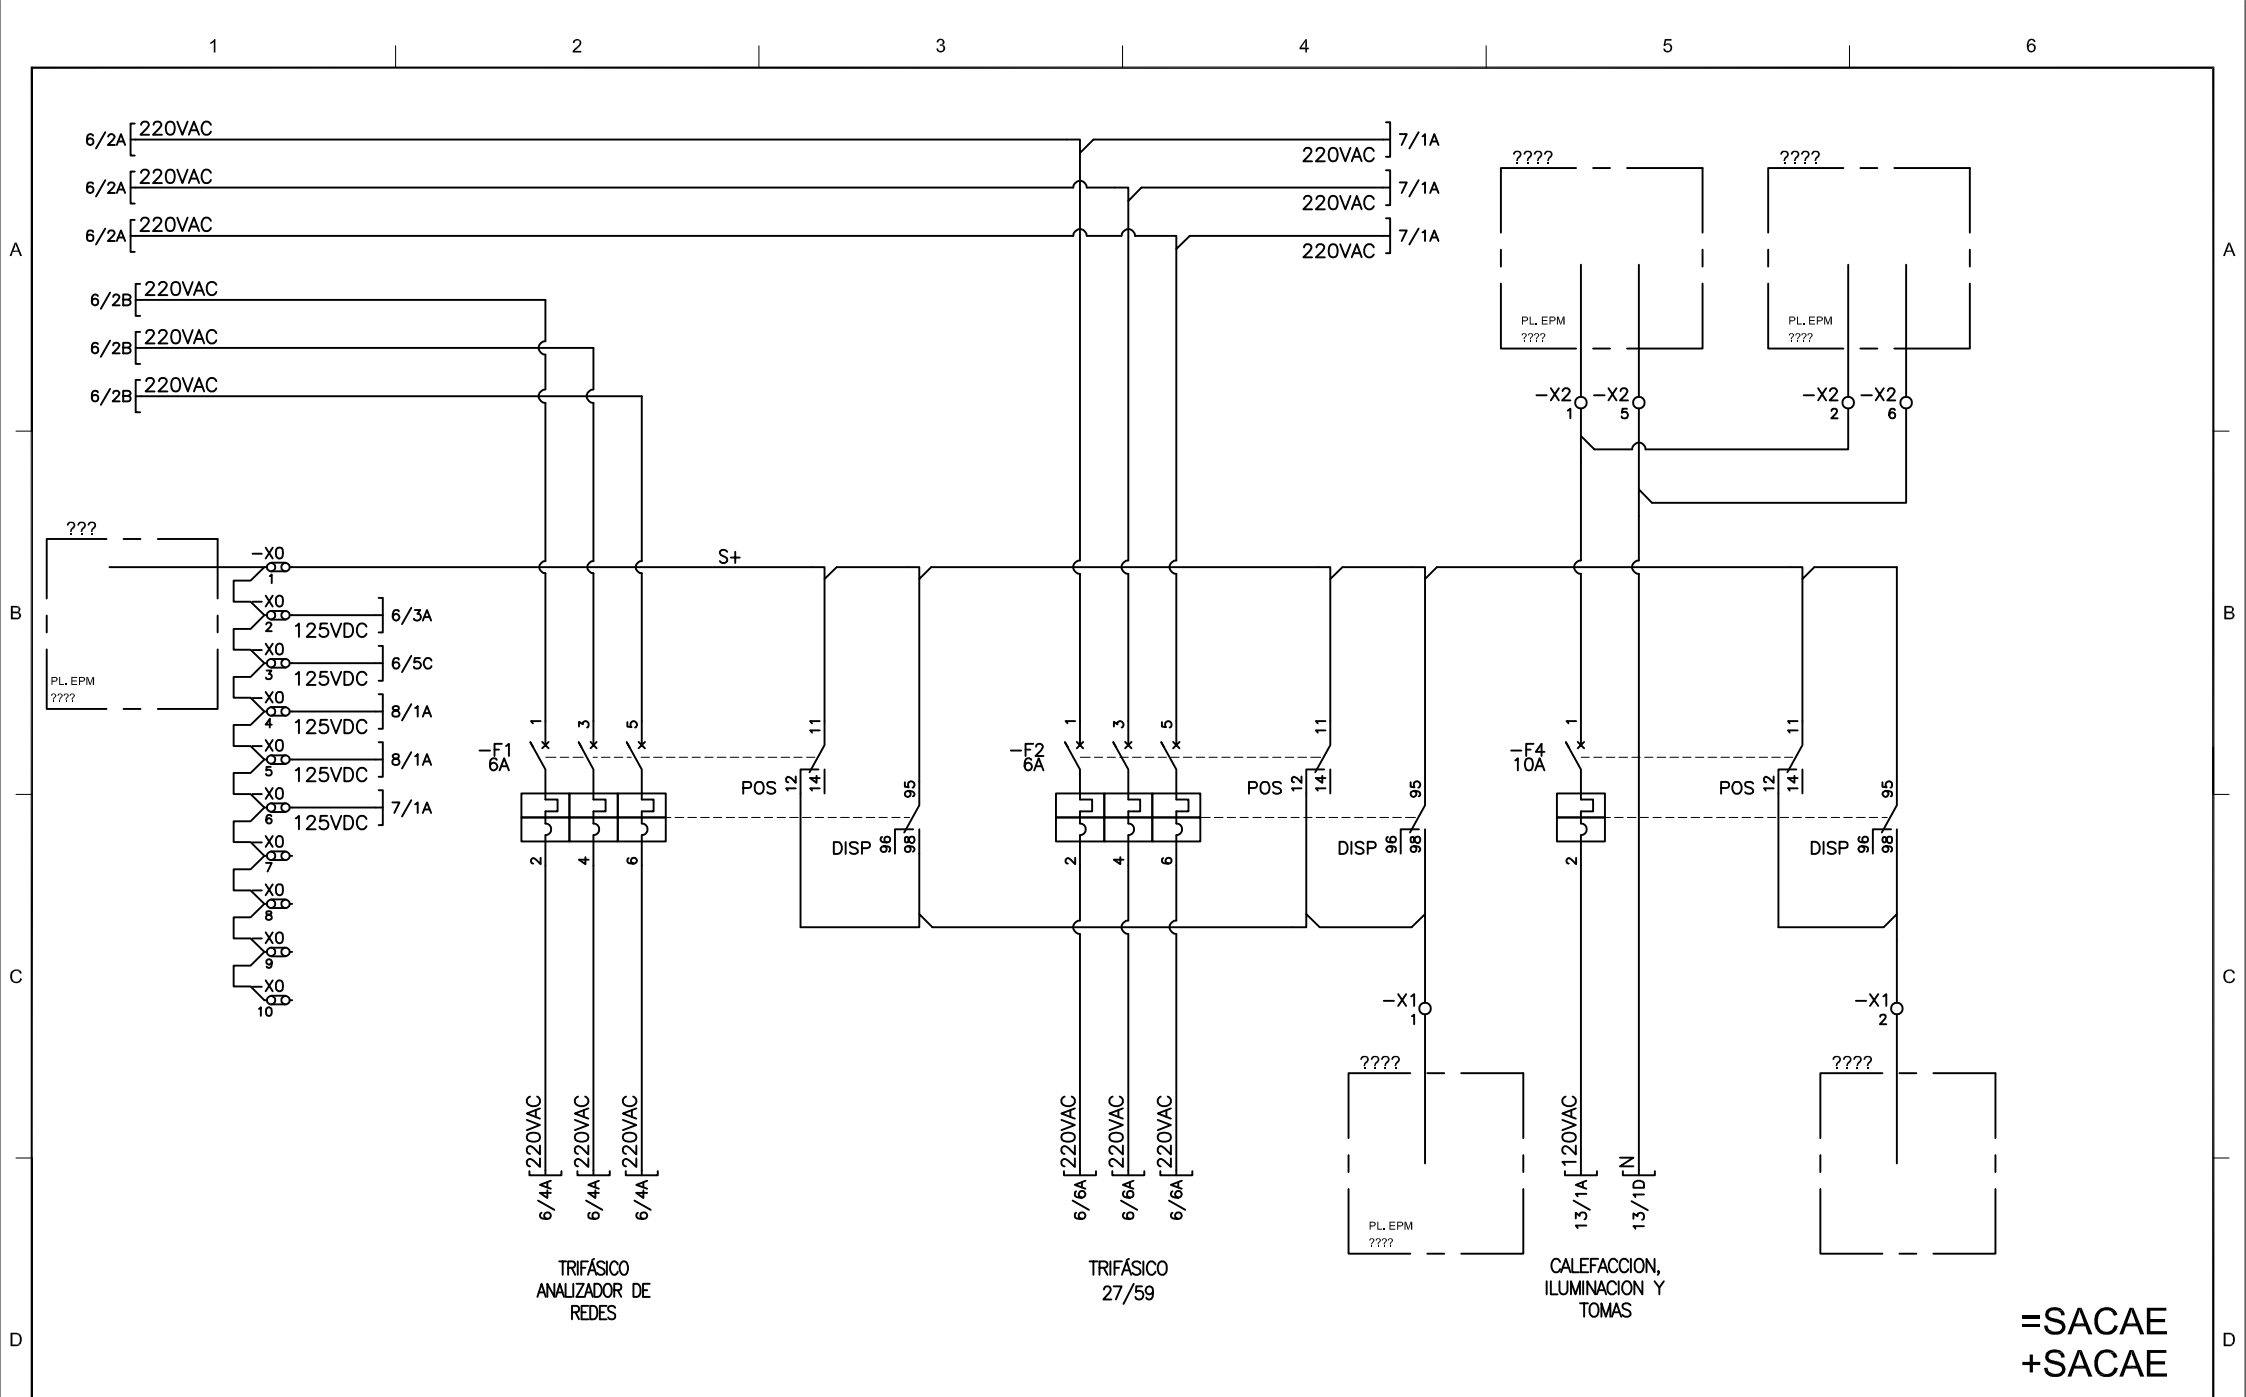 1 2 3 4 5 6
6/2A 220VAC
7/1A
220VAC
6/2A 220VAC
7/1A
220VAC
6/2A 220VAC
7/1A
220VAC
A
A
6/2B 220VAC
6/2B 220VAC
6/2B 220VAC
????
PL. EPM
????
????
PL. EPM
????
-X2
1
-X2
5
-X2
2
-X2
6
???
PL. EPM
????
B
B
S+
-X0
1
X0
2
125VDC
6/3A
X0
3
125VDC
6/5C
X0
4
125VDC
8/1A
X0
5
125VDC
8/1A
X0
6
125VDC
7/1A
X0
7
X0
8
X0
9
X0
10
-F1
6A
1 3 5
2 4 6
POS
11
12
14
DISP
95
96
98
-F2
6A
1 3 5
2 4 6
POS
11
12
14
DISP
95
96
98
-F4
10A
1
2
POS
11
12
14
DISP
95
96
98
C
C
-X1
1
-X1
2
????
PL. EPM
????
????
220VAC
220VAC
220VAC
6/4A
6/4A
6/4A
220VAC
220VAC
220VAC
6/6A
6/6A
6/6A
120VAC
N
13/1A
13/1D
TRIFÁSICO
ANALIZADOR DE
REDES
TRIFÁSICO
27/59
CALEFACCION,
ILUMINACION Y
TOMAS
D
D
=SACAE
+SACAE